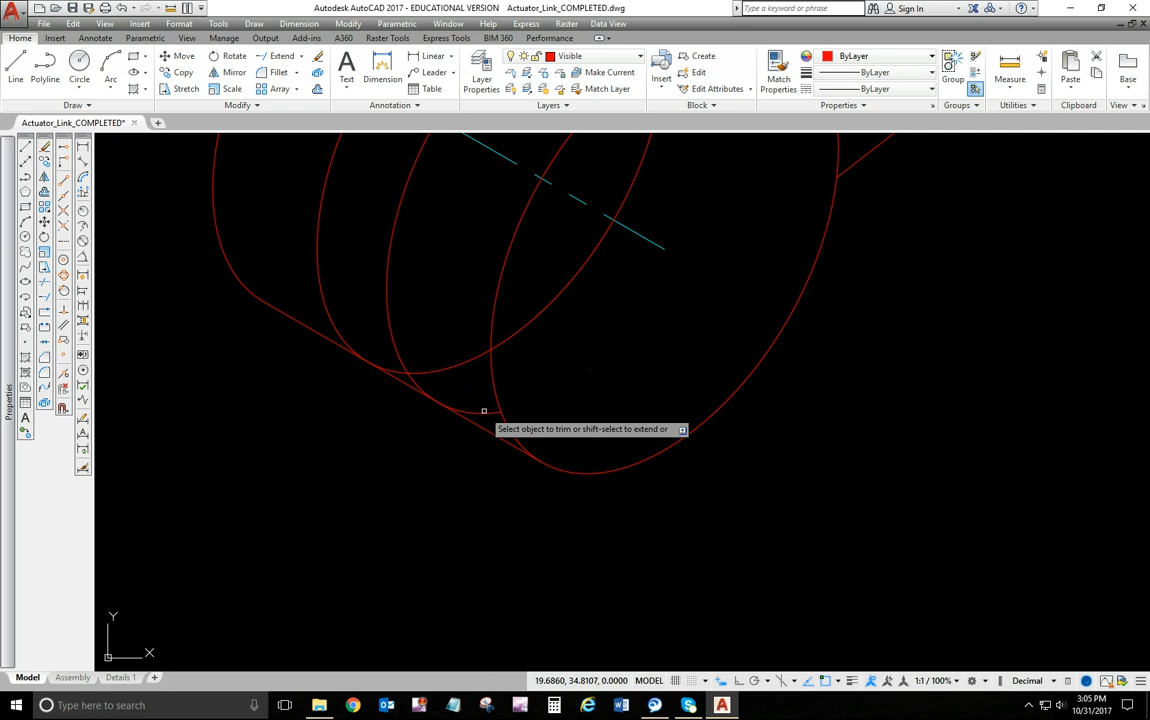 Autodesk AutoCAD 2017 - EDUCATIONAL VERSION Actuator_Link_COMPLETED.dwg
Type a keyword or phrase
Sign In
File Edit View Insert Format Tools Draw Dimension Modify Parametric Window Help Express Raster Data View
Home Insert Annotate Parametric View Manage Output Add-ins A360 Raster Tools Express Tools BIM 360 Performance
Line Polyline Circle Arc
Move Rotate Extend
Copy Mirror Fillet
Stretch Scale Array
Text Dimension
Linear
Leader
Table
Layer Properties
Visible
Make Current
Match Layer
Insert
Create
Edit
Edit Attributes
Match Properties
ByLayer
ByLayer
ByLayer
Group
Measure
Paste
Base
Draw Modify Annotation Layers Block Properties Groups Utilities Clipboard View
Actuator_Link_COMPLETED*
Properties
A
Select object to trim or shift-select to extend or
Y
X
Model Assembly Details 1
19.6860, 34.8107, 0.0000 MODEL
1:1 / 100%
Decimal
Type here to search
3:05 PM
10/31/2017